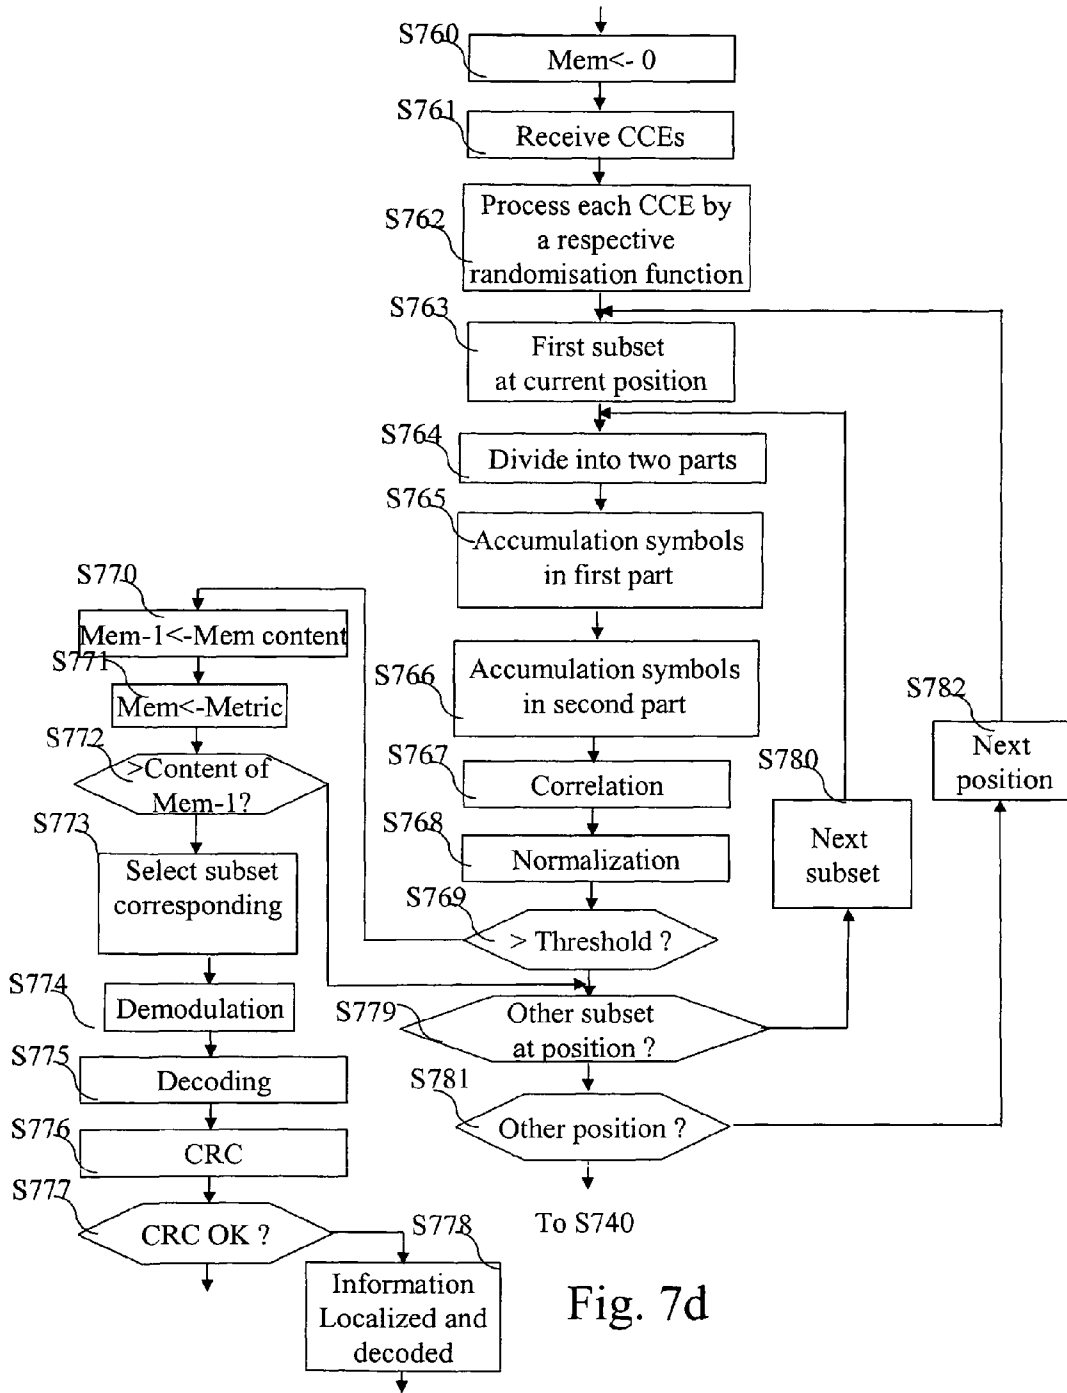 S760
Mem<- 0
S761
Receive CCEs
S762
Process each CCE by
a respective
randomisation function
S763
First subset
at current position
S764
Divide into two parts
S765
Accumulation symbols
in first part
S766
Accumulation symbols
in second part
S767
Correlation
S768
Normalization
S769
> Threshold ?
S770
Mem-1<-Mem content
S771
Mem<-Metric
S772
>Content of
Mem-1?
S773
Select subset
corresponding
S774
Demodulation
S775
Decoding
S776
CRC
S777
CRC OK ?
S778
Information
Localized and
decoded
S779
Other subset
at position ?
S780
Next
subset
S781
Other position ?
S782
Next
position
To S740
Fig. 7d